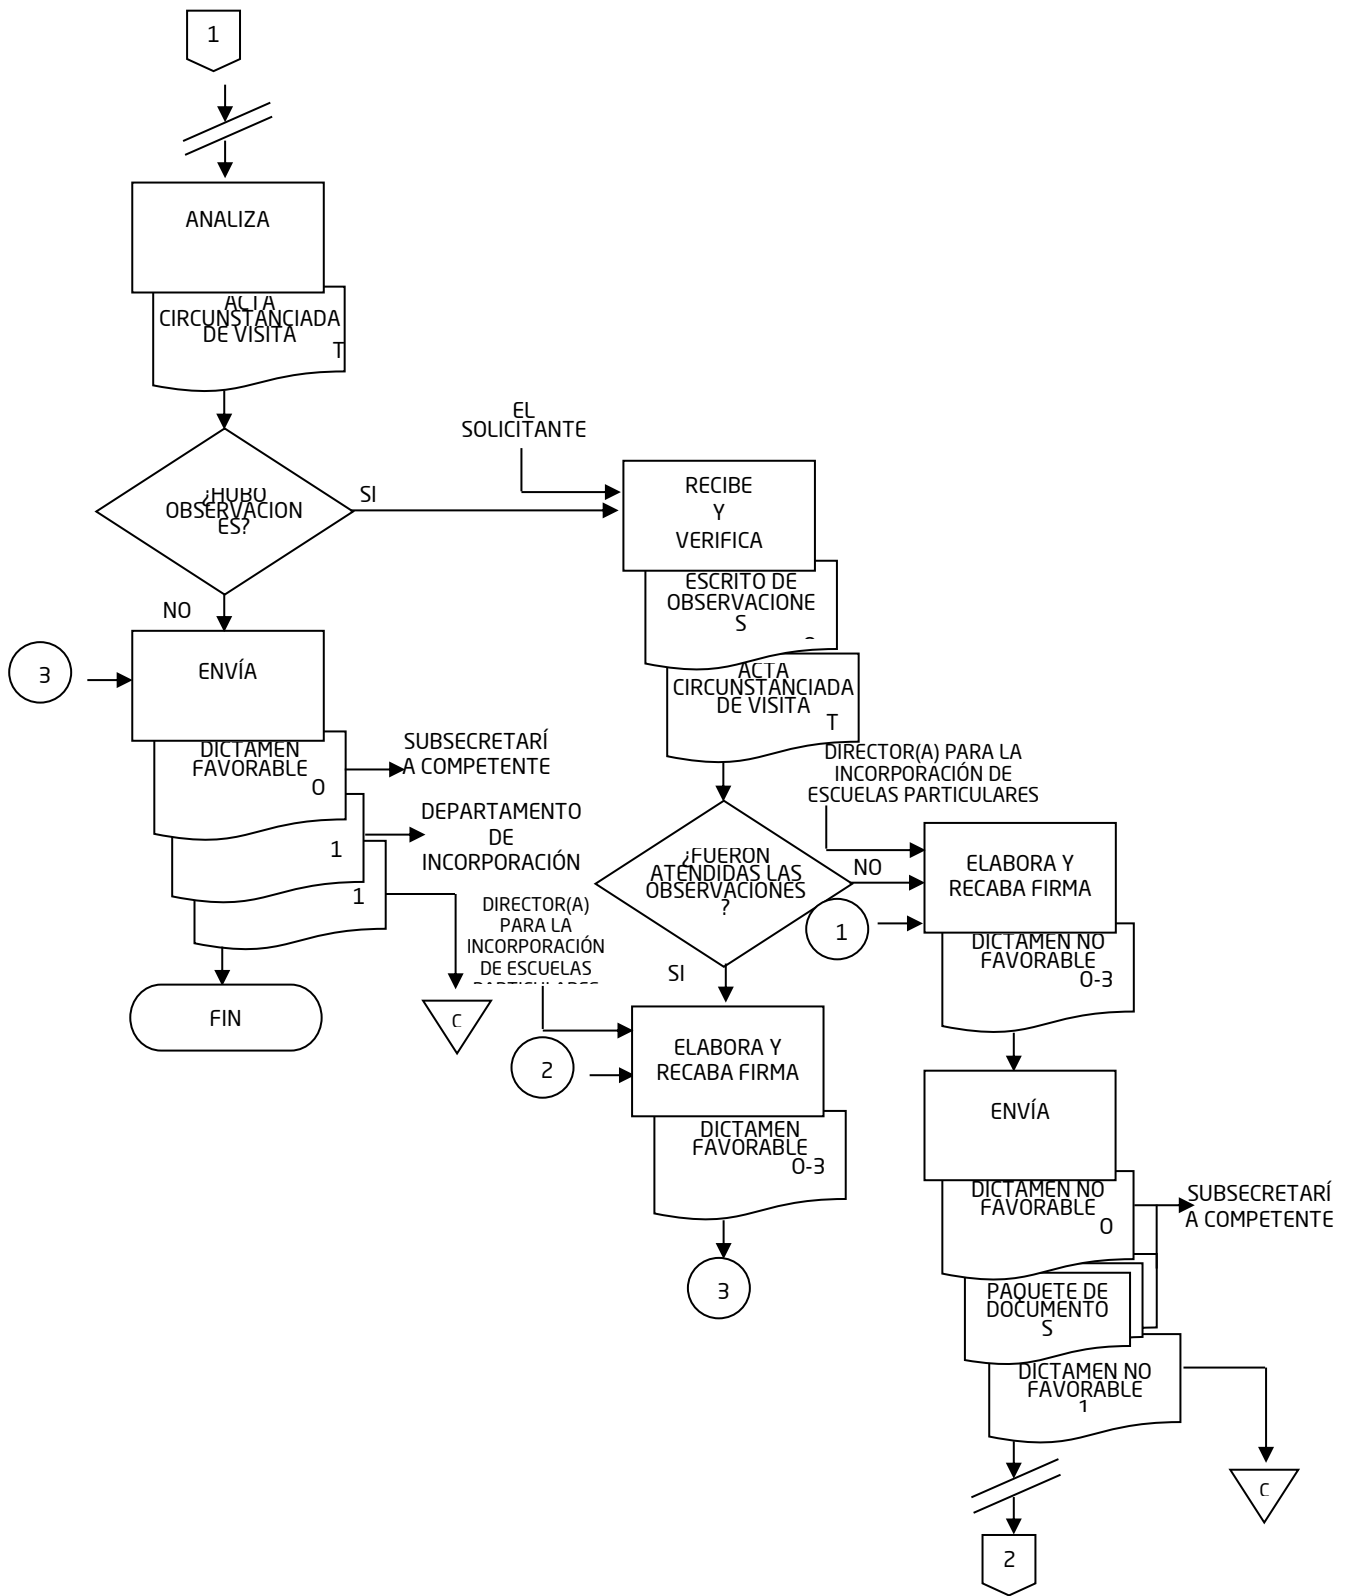 1
ANALIZA
ACTA
CIRCUNSTANCIADA
DE VISITA
T
¿HUBO
OBSERVACION
ES?
SI
NO
EL
SOLICITANTE
RECIBE
Y
VERIFICA
ESCRITO DE
OBSERVACIONE
S
ACTA
CIRCUNSTANCIADA
DE VISITA
T
3
ENVÍA
DICTAMEN
FAVORABLE
O
1
1
SUBSECRETARÍ
A COMPETENTE
DEPARTAMENTO
DE
INCORPORACIÓN
C
FIN
¿FUERON
ATENDIDAS LAS
OBSERVACIONES
?
NO
SI
DIRECTOR(A) PARA LA
INCORPORACIÓN DE
ESCUELAS PARTICULARES
1
ELABORA Y
RECABA FIRMA
DICTAMEN NO
FAVORABLE
O-3
DIRECTOR(A)
PARA LA
INCORPORACIÓN
DE ESCUELAS
PARTICULARES
2
ELABORA Y
RECABA FIRMA
DICTAMEN
FAVORABLE
O-3
3
ENVÍA
DICTAMEN NO
FAVORABLE
O
SUBSECRETARÍ
A COMPETENTE
PAQUETE DE
DOCUMENTO
S
DICTAMEN NO
FAVORABLE
1
C
2